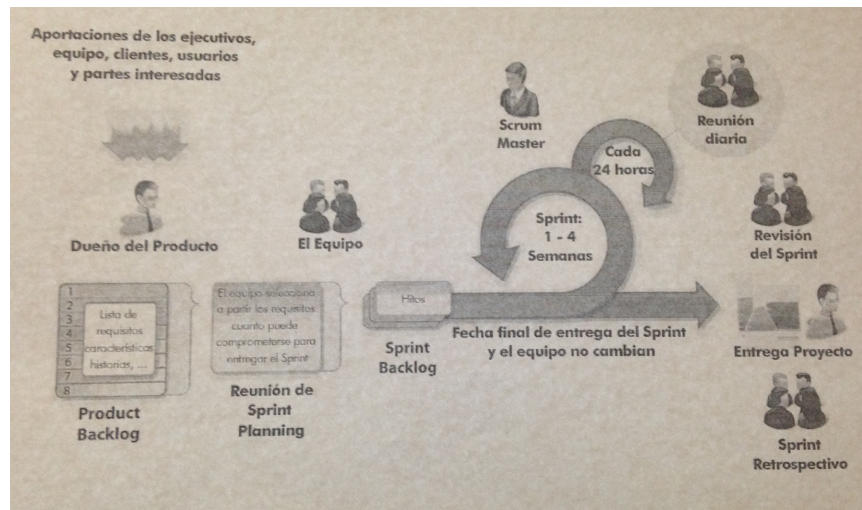 Aportaciones de los ejecutivos,
equipo, clientes, usuarios
y partes interesadas
Dueño del Producto
El Equipo
Scrum
Master
Cada
24 horas
Reunión
diaria
Sprint:
1 - 4
Semanas
Revisión
del Sprint
1
2
3
4
5
6
7
8
Lista de
requisitos
características
historias, ...
Product
Backlog
El equipo selecciona
a partir los requisitos
cuanto puede
comprometerse para
entregar el Sprint
Reunión de
Sprint
Planning
Hitos
Sprint
Backlog
Fecha final de entrega del Sprint
y el equipo no cambian
Entrega Proyecto
Sprint
Retrospectivo